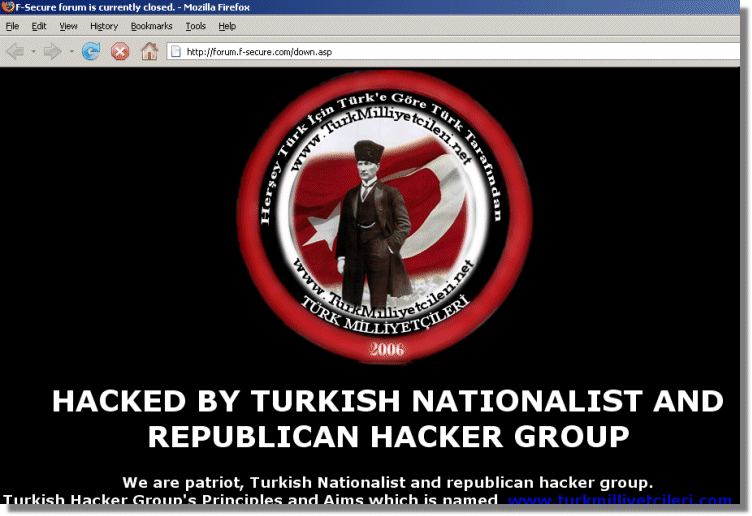 F-Secure forum is currently closed. - Mozilla Firefox
File Edit View History Bookmarks Tools Help
http://forum.f-secure.com/down.asp
Herşey Türk İçin Türk'e Göre Türk Tarafından
www.TurkMilliyetcileri.net
www.TurkMilliyetcileri.net
TÜRK MİLLİYETÇİLERİ
2006
HACKED BY TURKISH NATIONALIST AND
REPUBLICAN HACKER GROUP
We are patriot, Turkish Nationalist and republican hacker group.
Turkish Hacker Group's Principles and Aims which is named www.turkmilliyetcileri.com